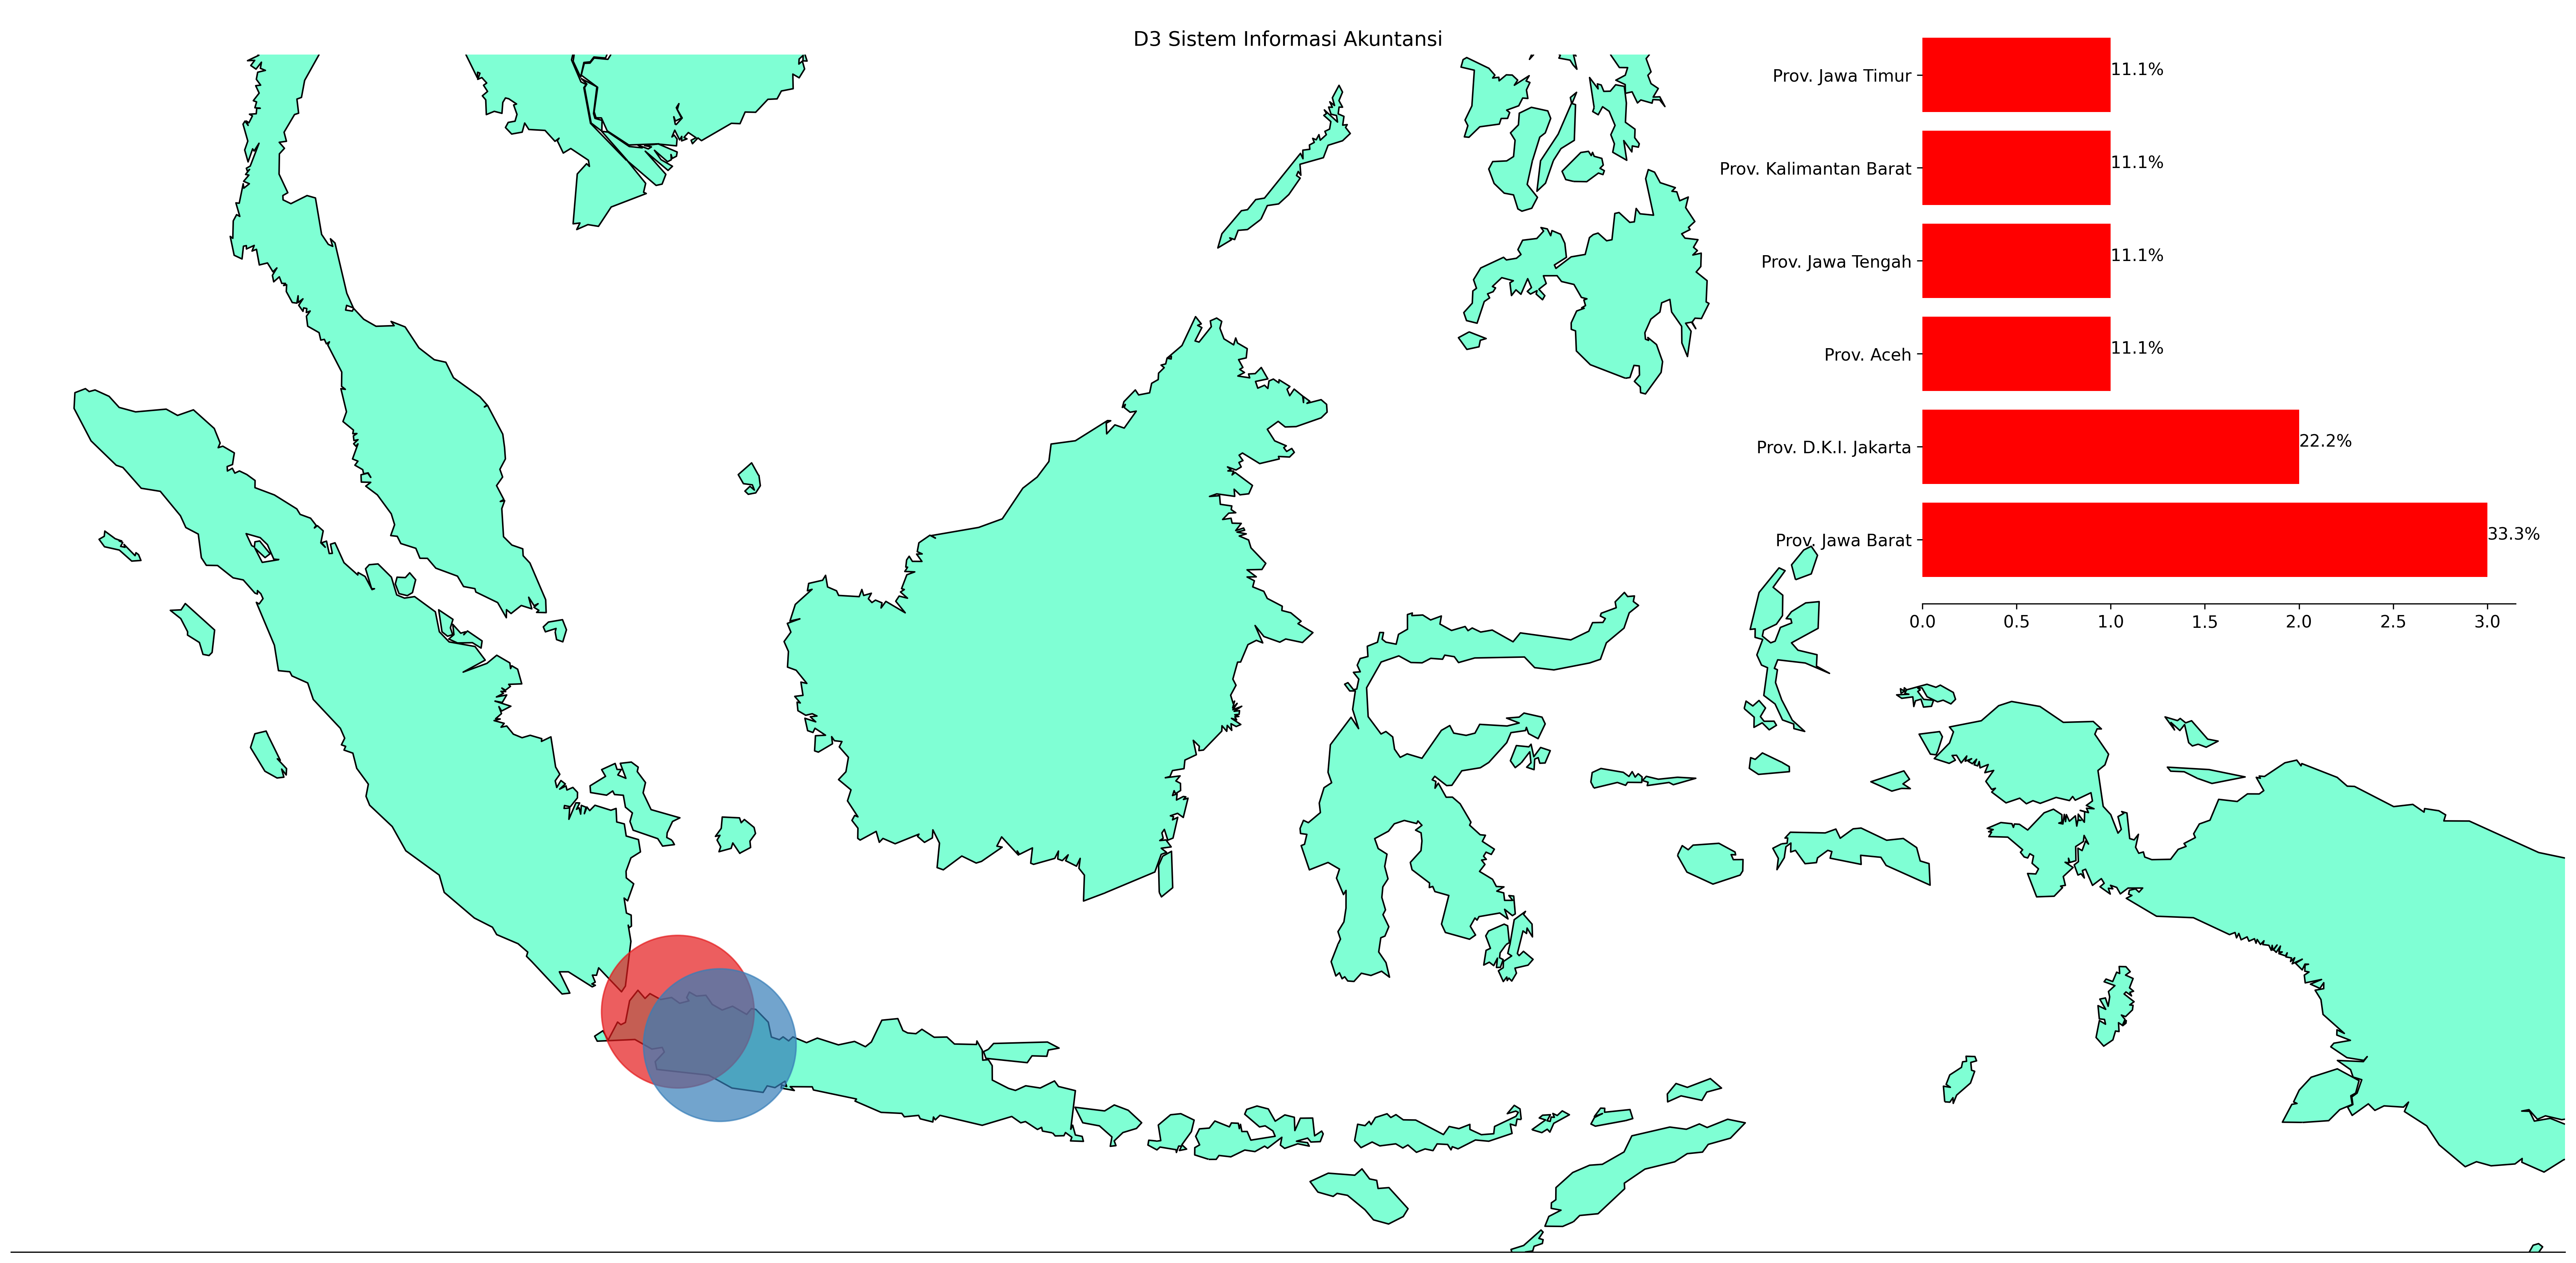 D3 Sistem Informasi Akuntansi
Prov. Jawa Timur 11.1%
Prov. Kalimantan Barat 11.1%
Prov. Jawa Tengah 11.1%
Prov. Aceh 11.1%
Prov. D.K.I. Jakarta 22.2%
Prov. Jawa Barat 33.3%
0.0 0.5 1.0 1.5 2.0 2.5 3.0